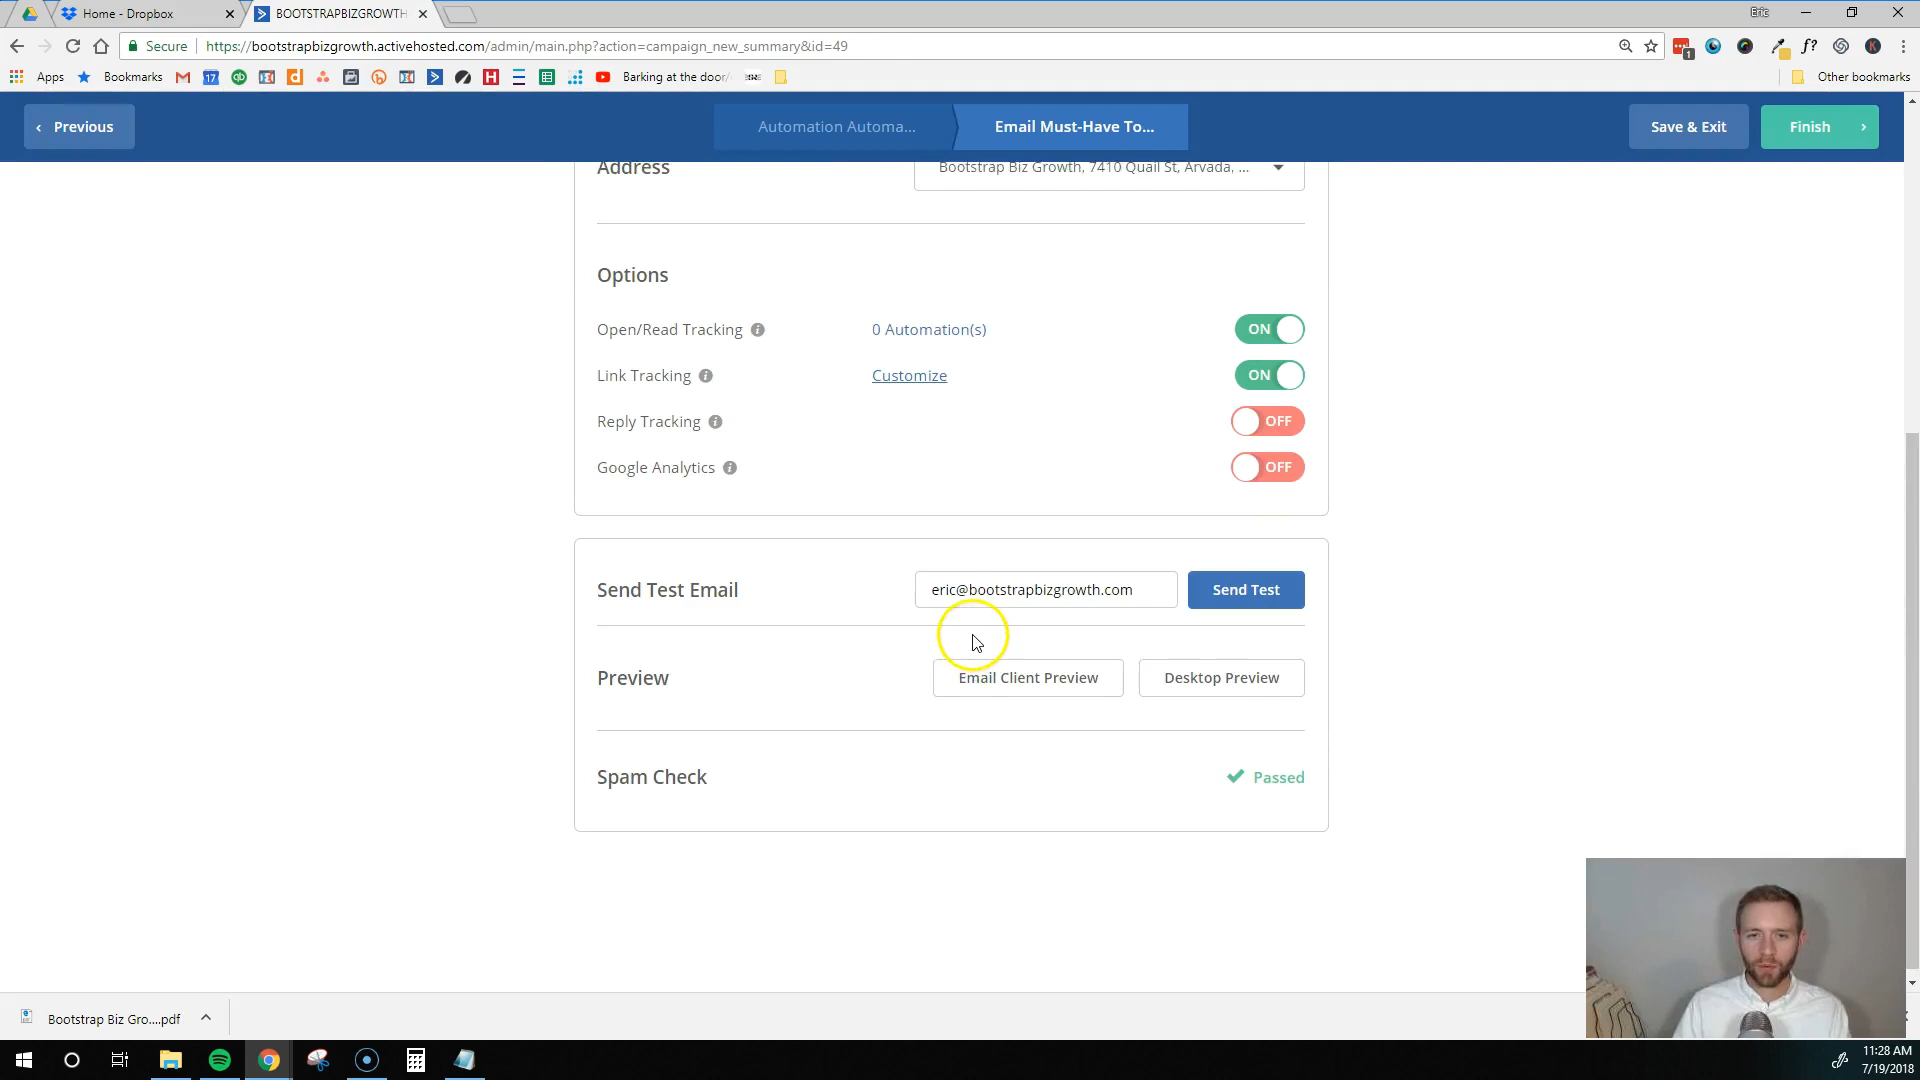 Home - Dropbox
BOOTSTRAPBIZGROWTH
Eric
Secure
https://bootstrapbizgrowth.activehosted.com/admin/main.php?action=campaign_new_summary&id=49
Apps
Bookmarks
17
Barking at the door/
Other bookmarks
‹ Previous
Automation Automa...
Email Must-Have To...
Save & Exit
Finish ›
Address
Bootstrap Biz Growth, 7410 Quail St, Arvada, ...
Options
Open/Read Tracking
0 Automation(s)
ON
Link Tracking
Customize
ON
Reply Tracking
OFF
Google Analytics
OFF
Send Test Email
eric@bootstrapbizgrowth.com
Send Test
Preview
Email Client Preview
Desktop Preview
Spam Check
Passed
Bootstrap Biz Gro....pdf
11:28 AM
7/19/2018